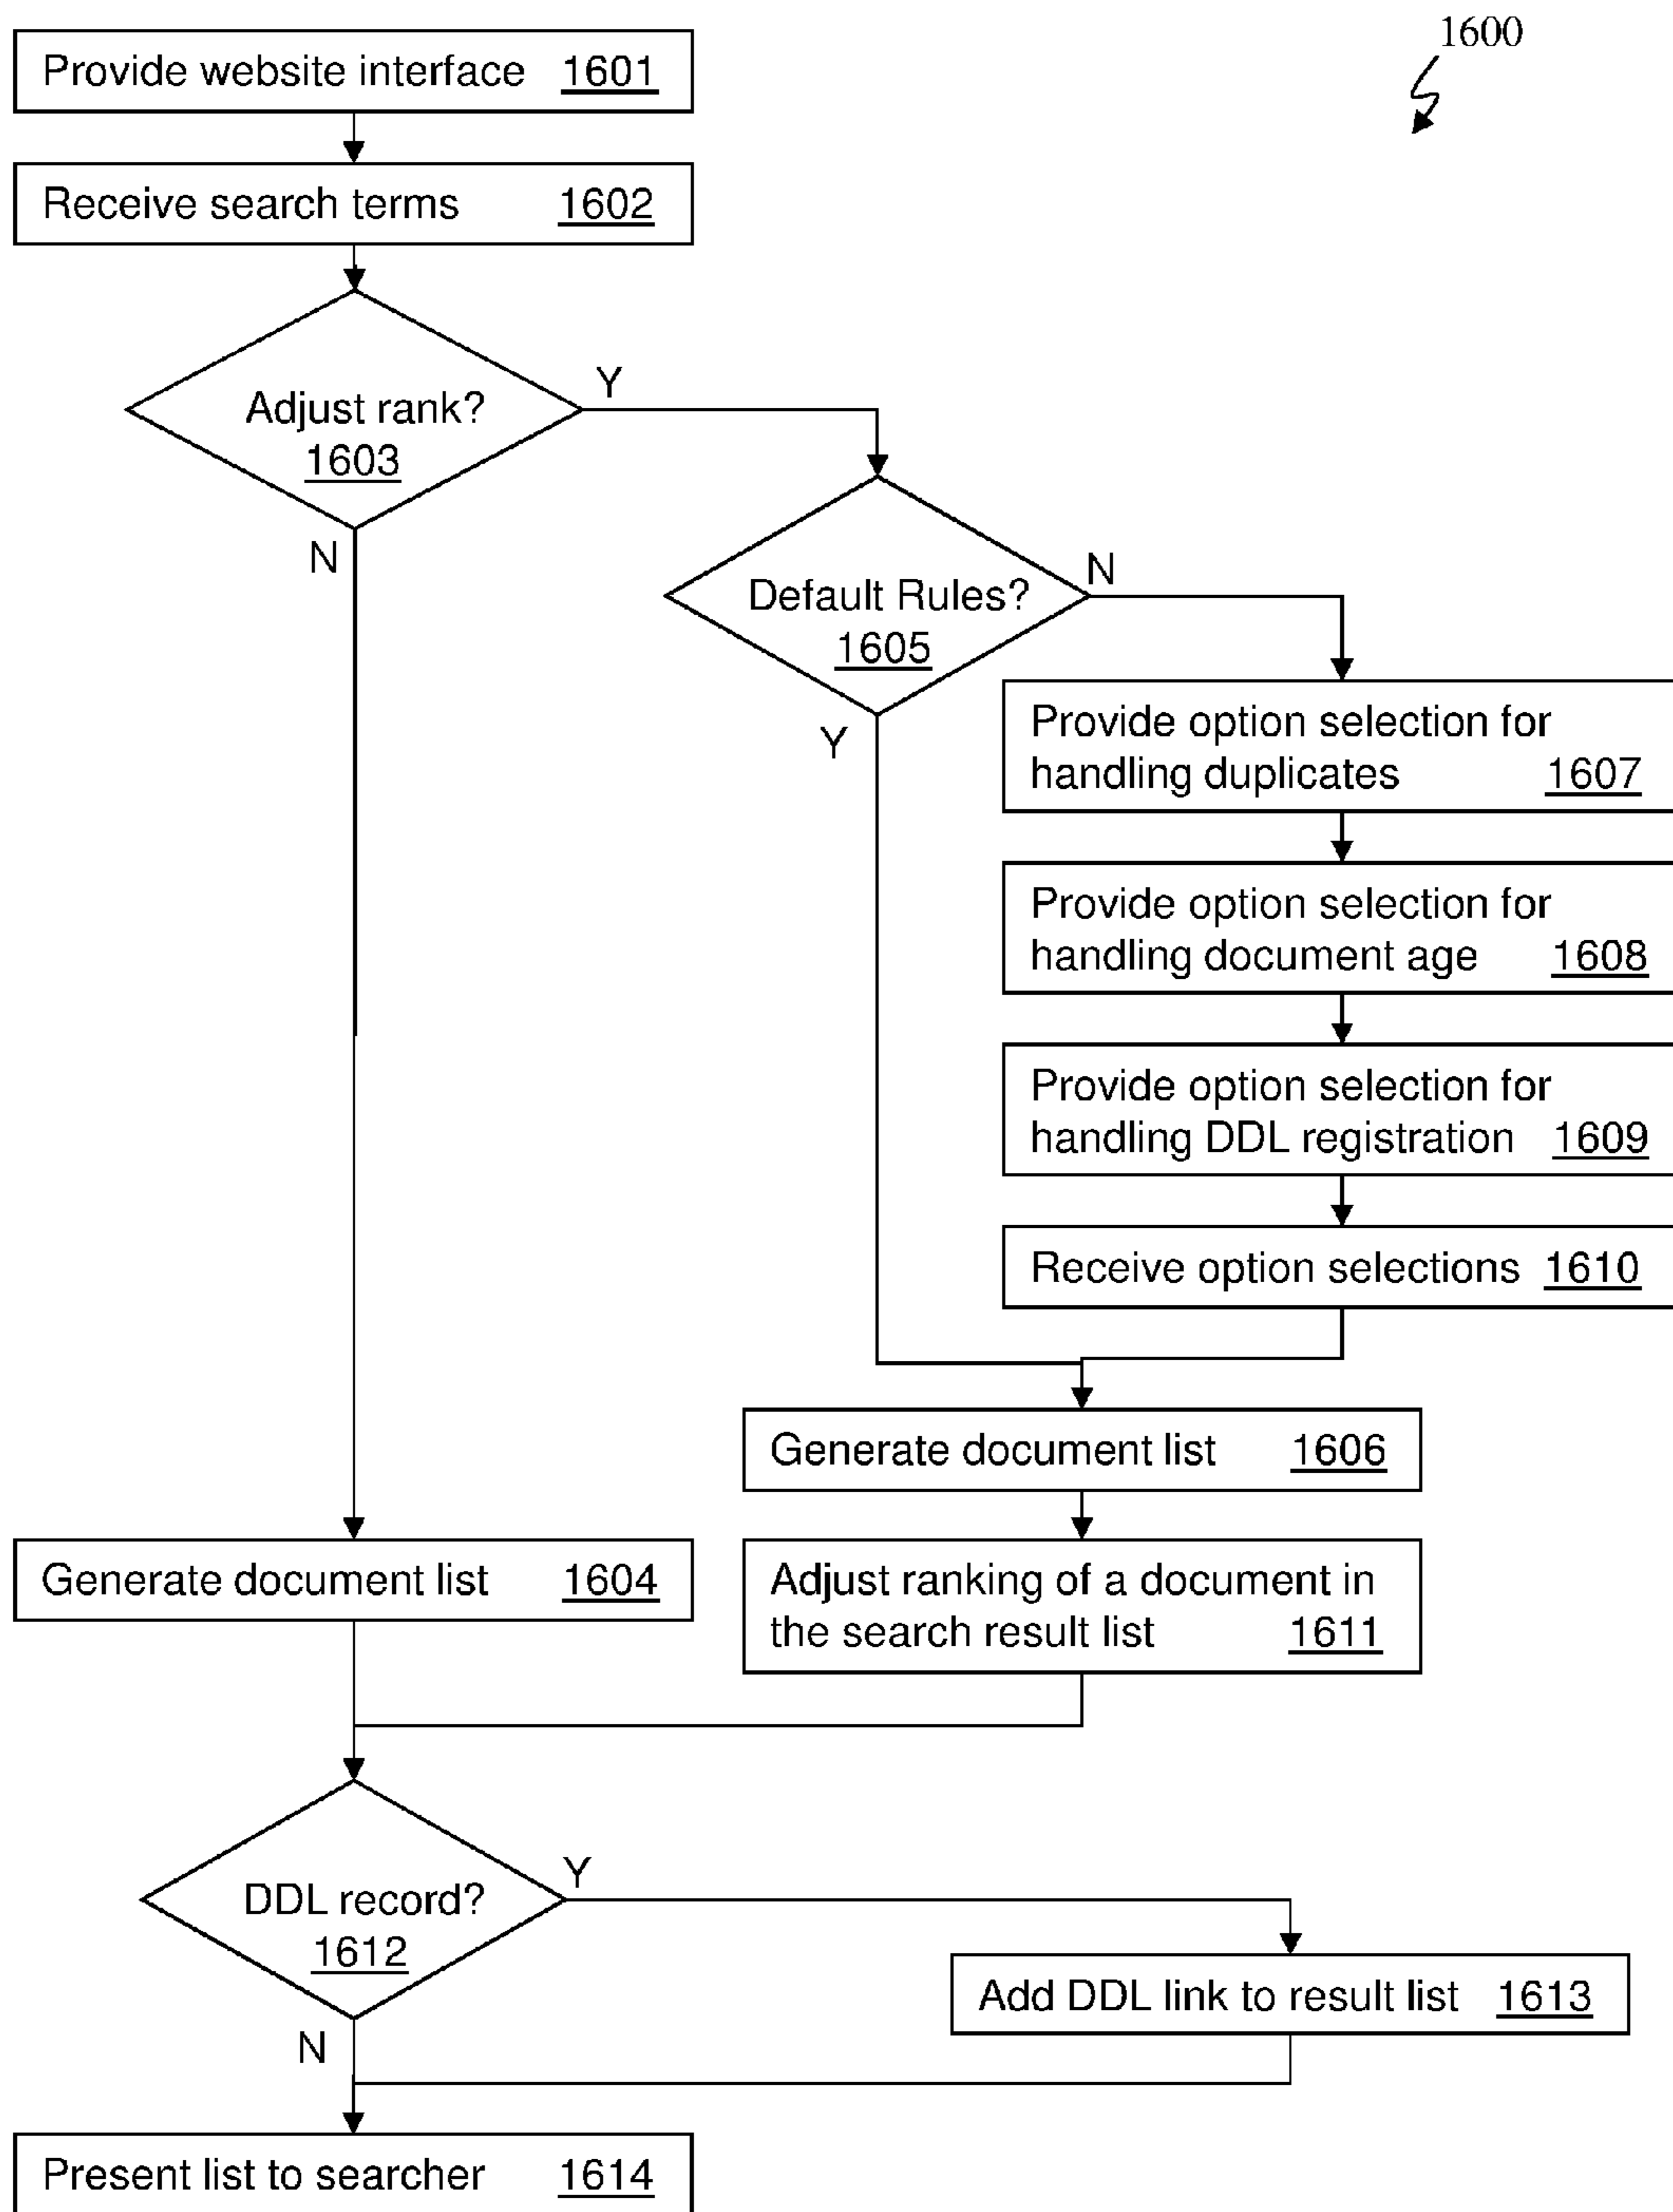 1600
Provide website interface 1601
Receive search terms 1602
Adjust rank?
1603
Y
N
Default Rules?
1605
N
Y
Provide option selection for
handling duplicates 1607
Provide option selection for
handling document age 1608
Provide option selection for
handling DDL registration 1609
Receive option selections 1610
Generate document list 1606
Generate document list 1604
Adjust ranking of a document in
the search result list 1611
DDL record?
1612
Y
N
Add DDL link to result list 1613
Present list to searcher 1614